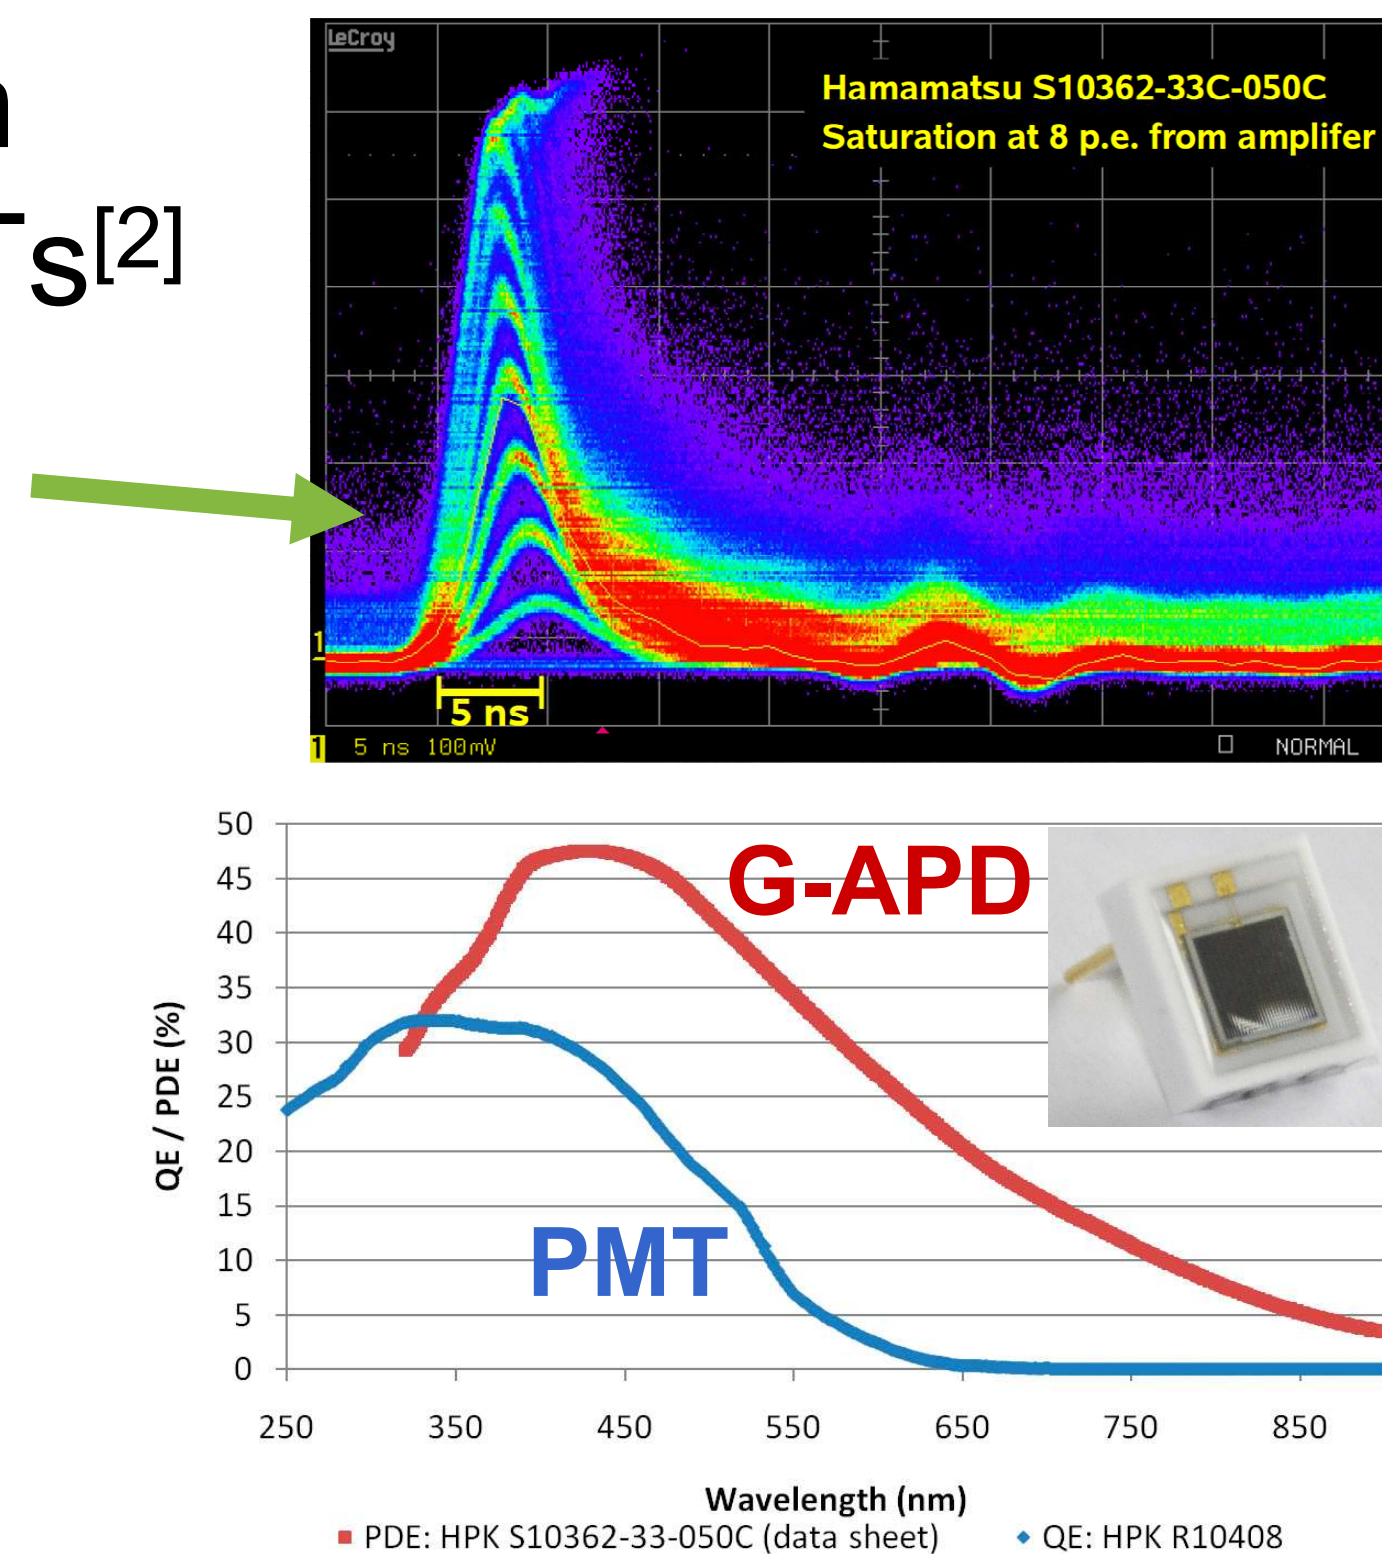 n
Ts[2]
LeCroy
Hamamatsu S10362-33C-050C
Saturation at 8 p.e. from amplifer
1
5 ns
1 5 ns 100mV
NORMAL
50
45
40
35
30
25
20
15
10
5
0
QE / PDE (%)
G-APD
PMT
250 350 450 550 650 750 850
Wavelength (nm)
PDE: HPK S10362-33-050C (data sheet) QE: HPK R10408